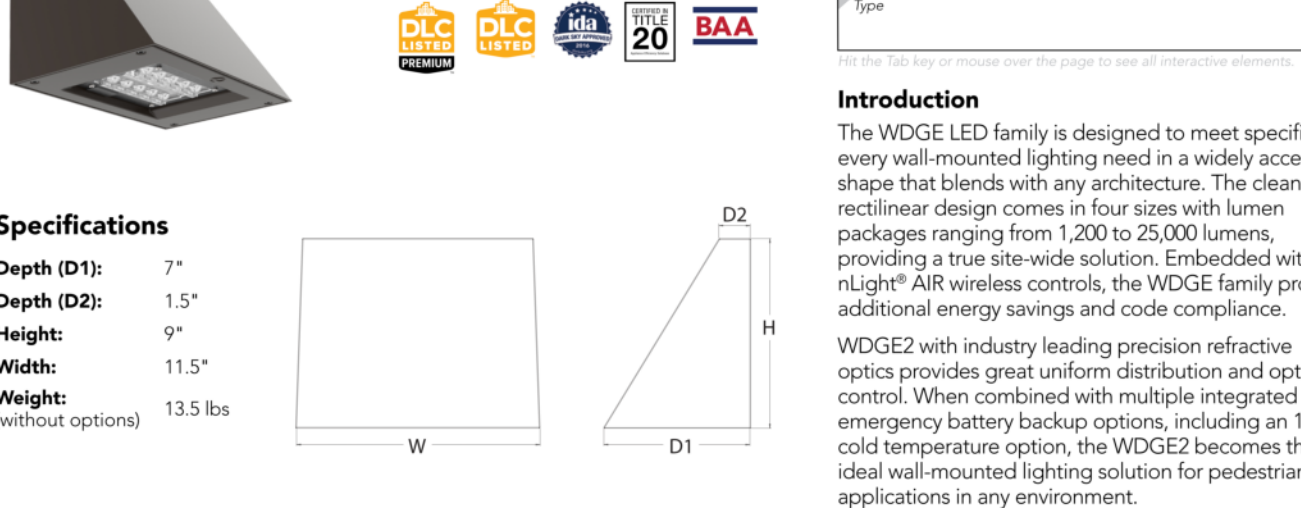 DLC
LISTED
PREMIUM
DLC
LISTED
ida
DARK SKY APPROVED
2016
CERTIFIED IN
TITLE
20
BAA
Type
Hit the Tab key or mouse over the page to see all interactive elements.
Specifications
Depth (D1): 7"
Depth (D2): 1.5"
Height: 9"
Width: 11.5"
Weight: 13.5 lbs
(without options)
W
D2
H
D1
Introduction
The WDGE LED family is designed to meet specifi
every wall-mounted lighting need in a widely acce
shape that blends with any architecture. The clean
rectilinear design comes in four sizes with lumen
packages ranging from 1,200 to 25,000 lumens,
providing a true site-wide solution. Embedded wit
nLight® AIR wireless controls, the WDGE family pro
additional energy savings and code compliance.
WDGE2 with industry leading precision refractive
optics provides great uniform distribution and opt
control. When combined with multiple integrated
emergency battery backup options, including an 1
cold temperature option, the WDGE2 becomes th
ideal wall-mounted lighting solution for pedestrian
applications in any environment.